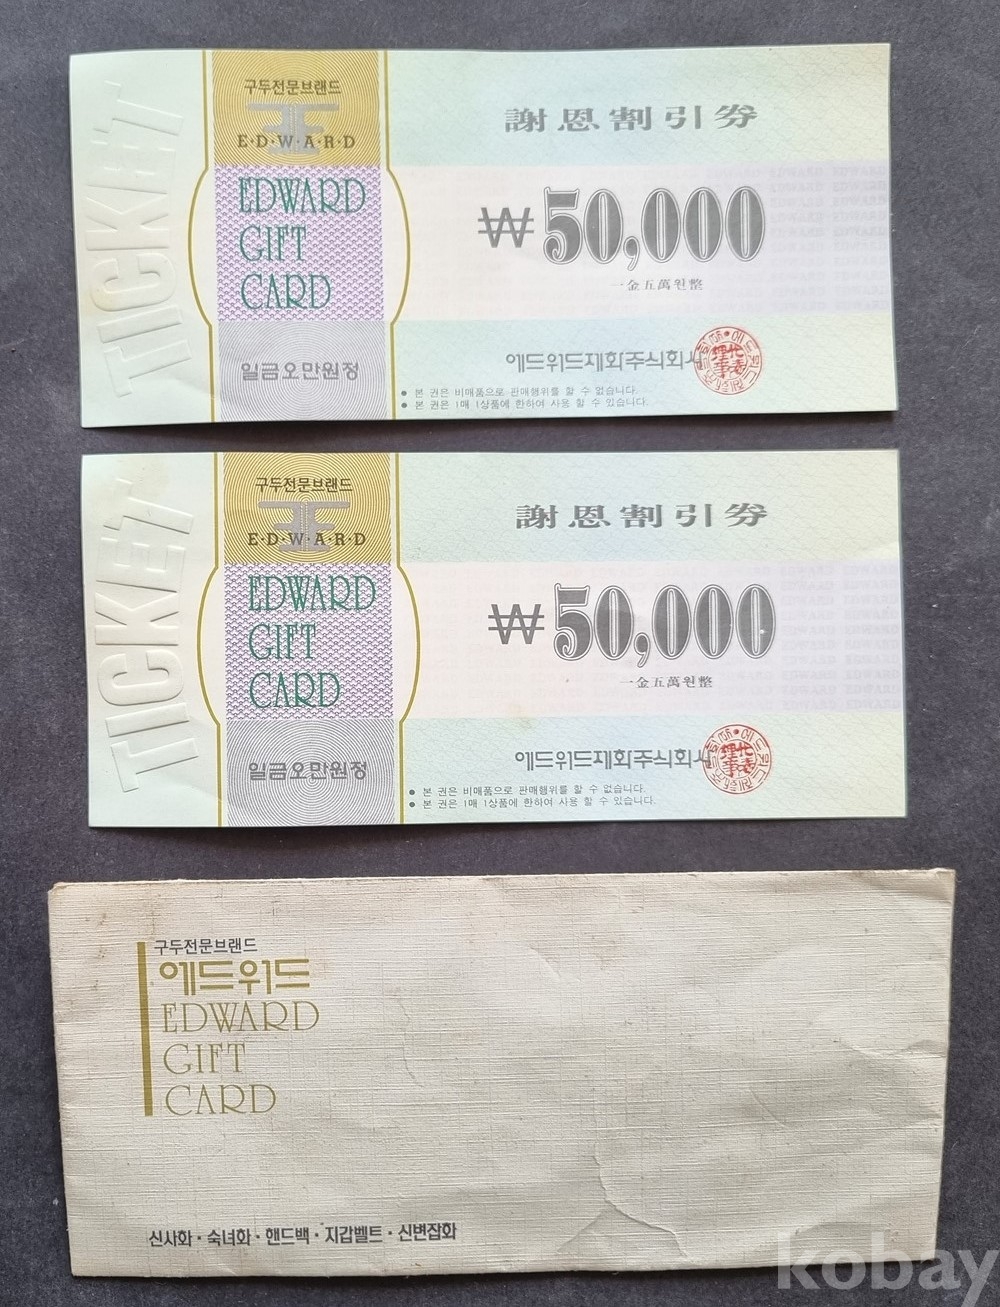 TICKET
구두전문브랜드
E·D·W·A·R·D
EDWARD
GIFT
CARD
일금오만원정
謝恩割引券
₩50,000
一金五萬원整
에드워드제화주식회사
● 본 권은 비매품으로 판매행위를 할 수 없습니다.
● 본 권은 1매 1상품에 한하여 사용 할 수 있습니다.
TICKET
구두전문브랜드
E·D·W·A·R·D
EDWARD
GIFT
CARD
일금오만원정
謝恩割引券
₩50,000
一金五萬원整
에드워드제화주식회사
● 본 권은 비매품으로 판매행위를 할 수 없습니다.
● 본 권은 1매 1상품에 한하여 사용 할 수 있습니다.
구두전문브랜드
에드워드
EDWARD
GIFT
CARD
신사화·숙녀화·핸드백·지갑벨트·신변잡화
kobay